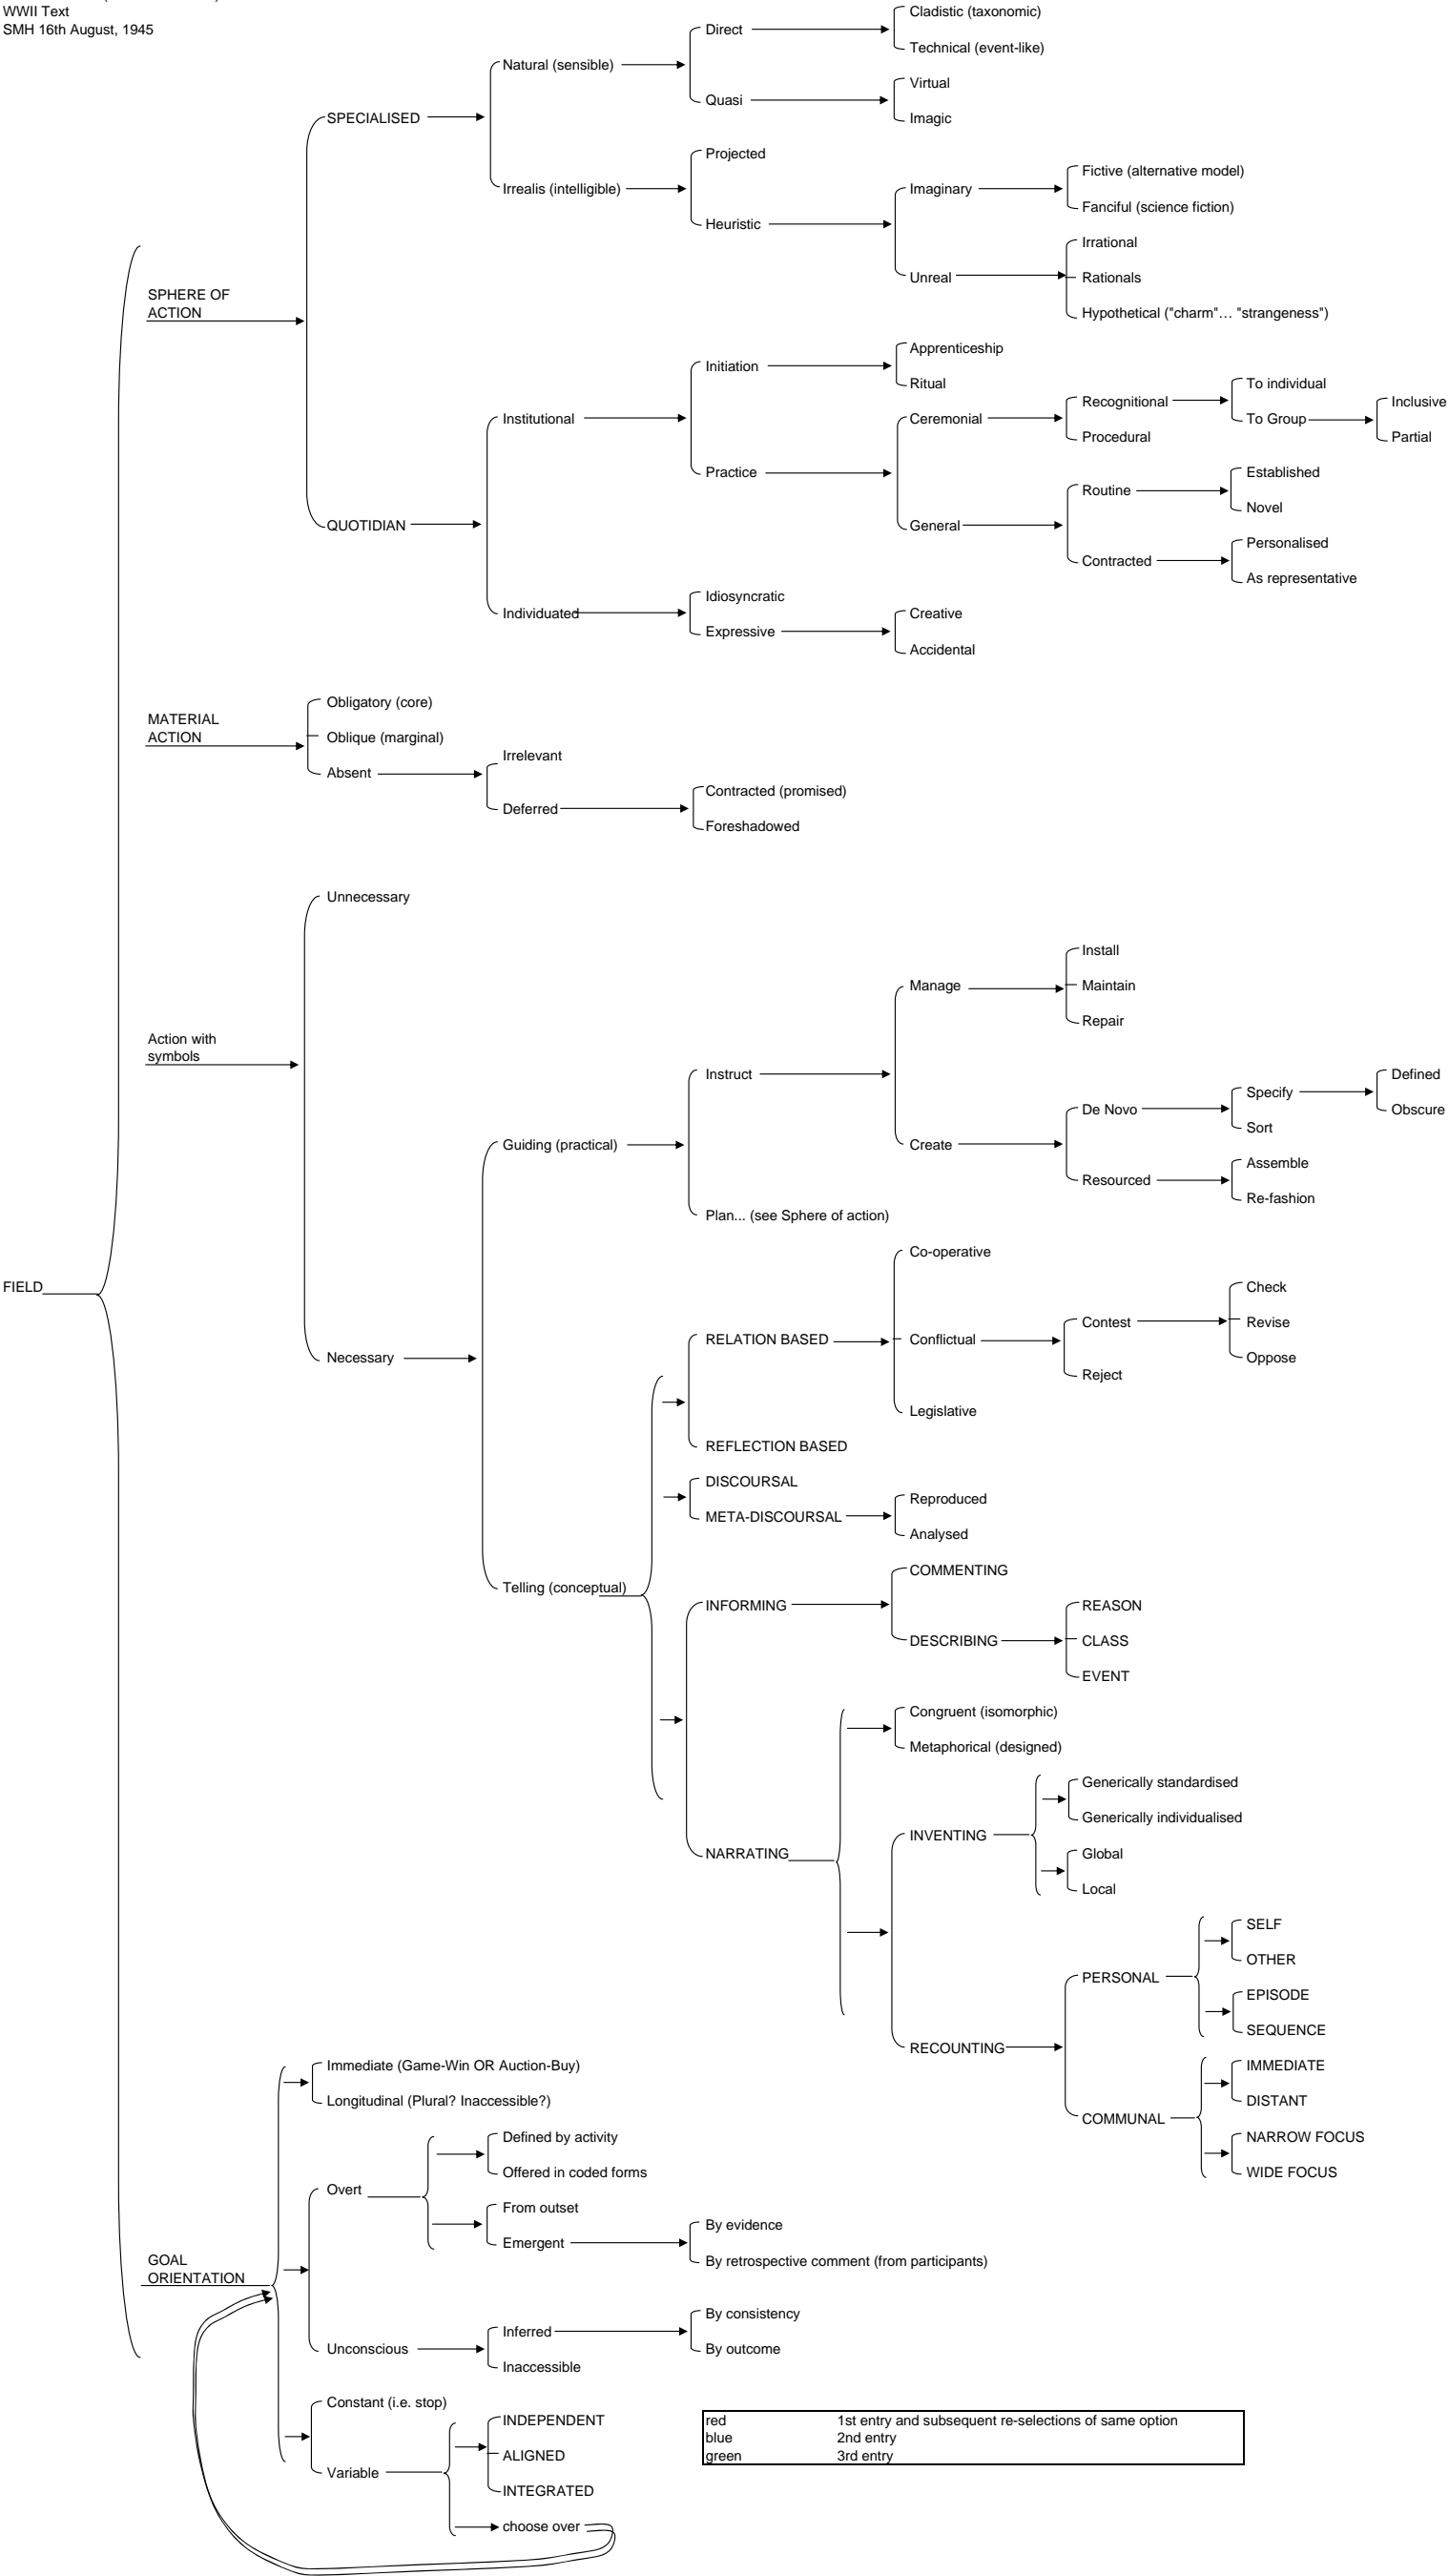 WWII Text
SMH 16th August, 1945
Cladistic (taxonomic)
Direct
Technical (event-like)
Natural (sensible)
Virtual
Quasi
Imagic
SPECIALISED
Projected
Fictive (alternative model)
Irrealis (intelligible)
Imaginary
Fanciful (science fiction)
Heuristic
Irrational
Unreal
Rationals
SPHERE OF
ACTION
Hypothetical ("charm"... "strangeness")
Apprenticeship
Initiation
Ritual
To individual
Recognitional
Inclusive
Institutional
Ceremonial
To Group
Procedural
Partial
Practice
Established
Routine
Novel
QUOTIDIAN
General
Personalised
Contracted
As representative
Idiosyncratic
Individuated
Creative
Expressive
Accidental
Obligatory (core)
MATERIAL
ACTION
Oblique (marginal)
Irrelevant
Absent
Contracted (promised)
Deferred
Foreshadowed
Unnecessary
Install
Manage
Maintain
Repair
Action with
symbols
Instruct
Defined
Specify
De Novo
Obscure
Sort
Guiding (practical)
Create
Assemble
Resourced
Re-fashion
Plan... (see Sphere of action)
Co-operative
FIELD
Check
Contest
Revise
RELATION BASED
Conflictual
Necessary
Oppose
Reject
Legislative
REFLECTION BASED
DISCOURSAL
Reproduced
META-DISCOURSAL
Analysed
COMMENTING
Telling (conceptual)
INFORMING
REASON
DESCRIBING
CLASS
EVENT
Congruent (isomorphic)
Metaphorical (designed)
Generically standardised
Generically individualised
INVENTING
NARRATING
Global
Local
SELF
OTHER
PERSONAL
EPISODE
SEQUENCE
RECOUNTING
Immediate (Game-Win OR Auction-Buy)
IMMEDIATE
Longitudinal (Plural? Inaccessible?)
DISTANT
COMMUNAL
Defined by activity
NARROW FOCUS
Offered in coded forms
WIDE FOCUS
Overt
From outset
By evidence
Emergent
GOAL
ORIENTATION
By retrospective comment (from participants)
By consistency
Inferred
Unconscious
By outcome
Inaccessible
Constant (i.e. stop)
INDEPENDENT
ALIGNED
Variable
INTEGRATED
choose over
red 1st entry and subsequent re-selections of same option
blue 2nd entry
green 3rd entry